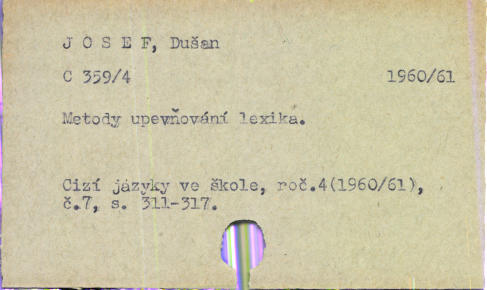 J O S E F, Dušan
C 359/4 1960/61
Metody upevňování lexika.
Cizí jazyky ve škole, roč.4(1960/61),
č.7, s. 311-317.